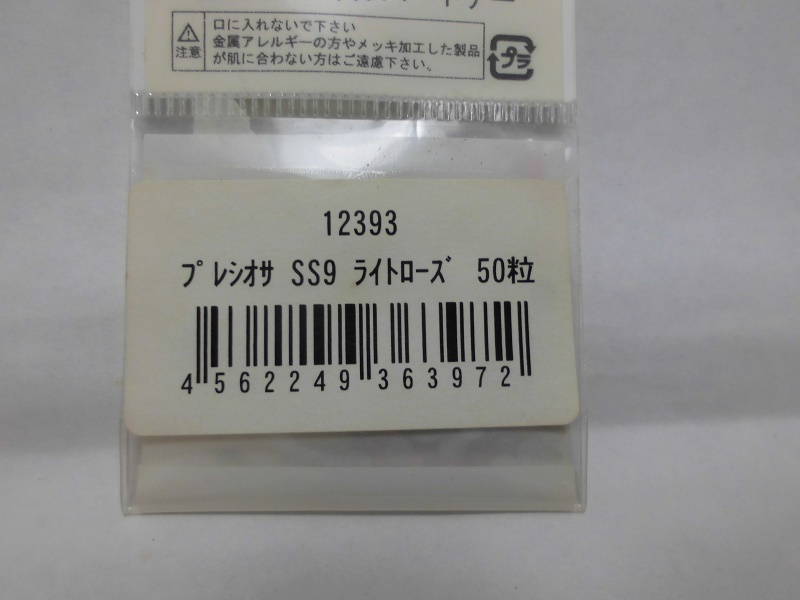 口に入れないで下さい
注意
金属アレルギーの方やメッキ加工した製品
が肌に合わない方はご遠慮下さい。
プラ
12393
ﾌﾟﾚｼｵｻ SS9 ﾗｲﾄﾛｰｽﾞ 50粒
4 562249 363972